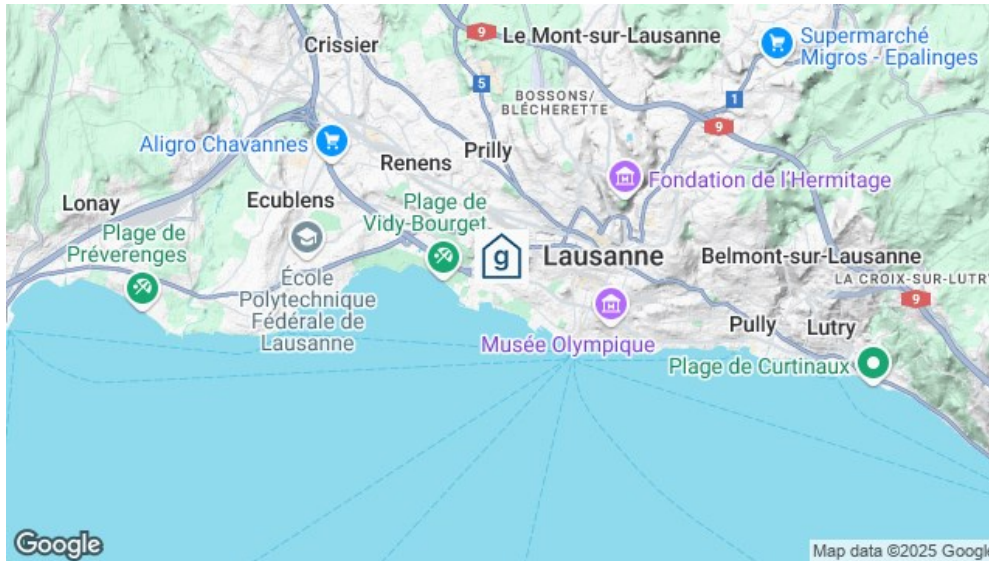 Crissier
9
Le Mont-sur-Lausanne
Supermarché
Migros - Epalinges
5
BOSSONS/
BLÉCHERETTE
1
9
Aligro Chavannes
Prilly
Renens
Fondation de l'Hermitage
Lonay
Ecublens
Plage de
Vidy-Bourget
Plage de
Préverenges
g
Lausanne
Belmont-sur-Lausanne
École
Polytechnique
Fédérale de
Lausanne
LA CROIX-SUR-LUTRY
9
Musée Olympique
Pully
Lutry
Plage de Curtinaux
Google
Map data ©2025 Google